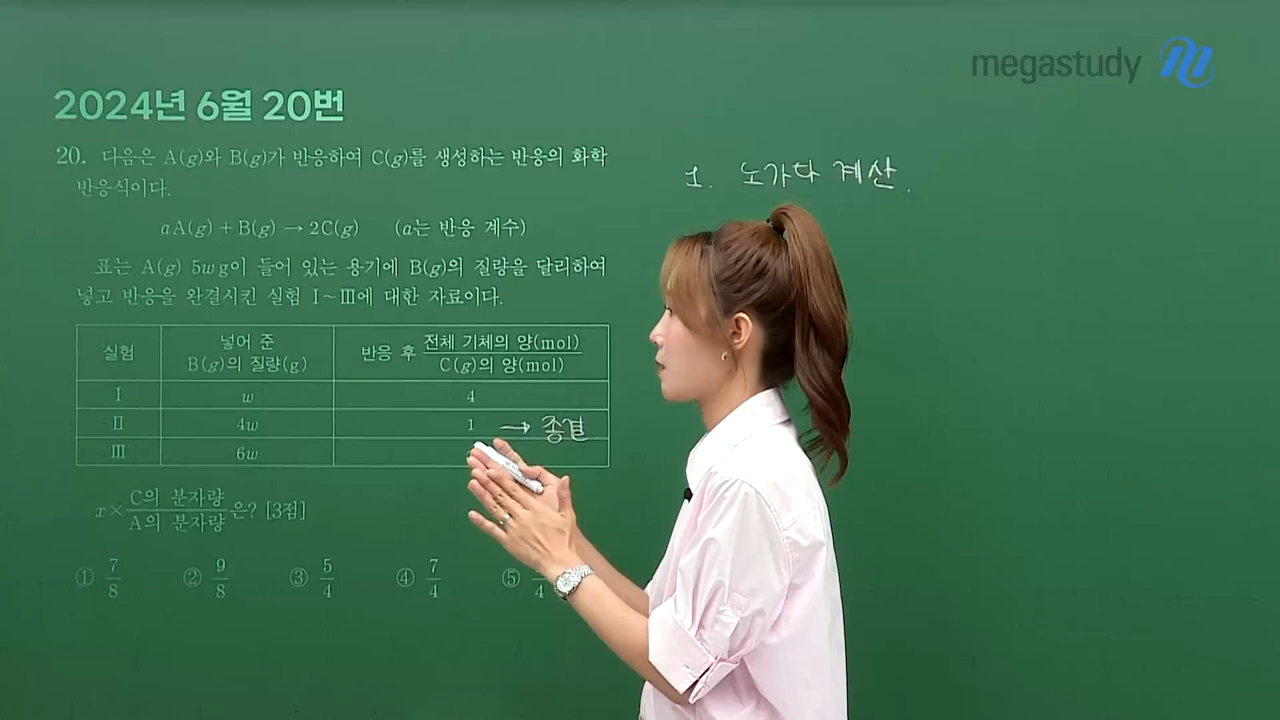 megastudy
2024년 6월 20번
1. 노가다 계산.
20. 다음은 A(g)와 B(g)가 반응하여 C(g)를 생성하는 반응의 화학
반응식이다.
aA(g) + B(g) → 2C(g) (a는 반응 계수)
표는 A(g) 5w g이 들어 있는 용기에 B(g)의 질량을 달리하여
넣고 반응을 완결시킨 실험 Ⅰ~Ⅲ에 대한 자료이다.
실험 넣어 준 B(g)의 질량(g) 반응 후 전체 기체의 양(mol) / C(g)의 양(mol)
Ⅰ w 4
Ⅱ 4w 1 → 종결
Ⅲ 6w
x × C의 분자량 / A의 분자량 은? [3점]
① 7/8 ② 9/8 ③ 5/4 ④ 7/4 ⑤ /4